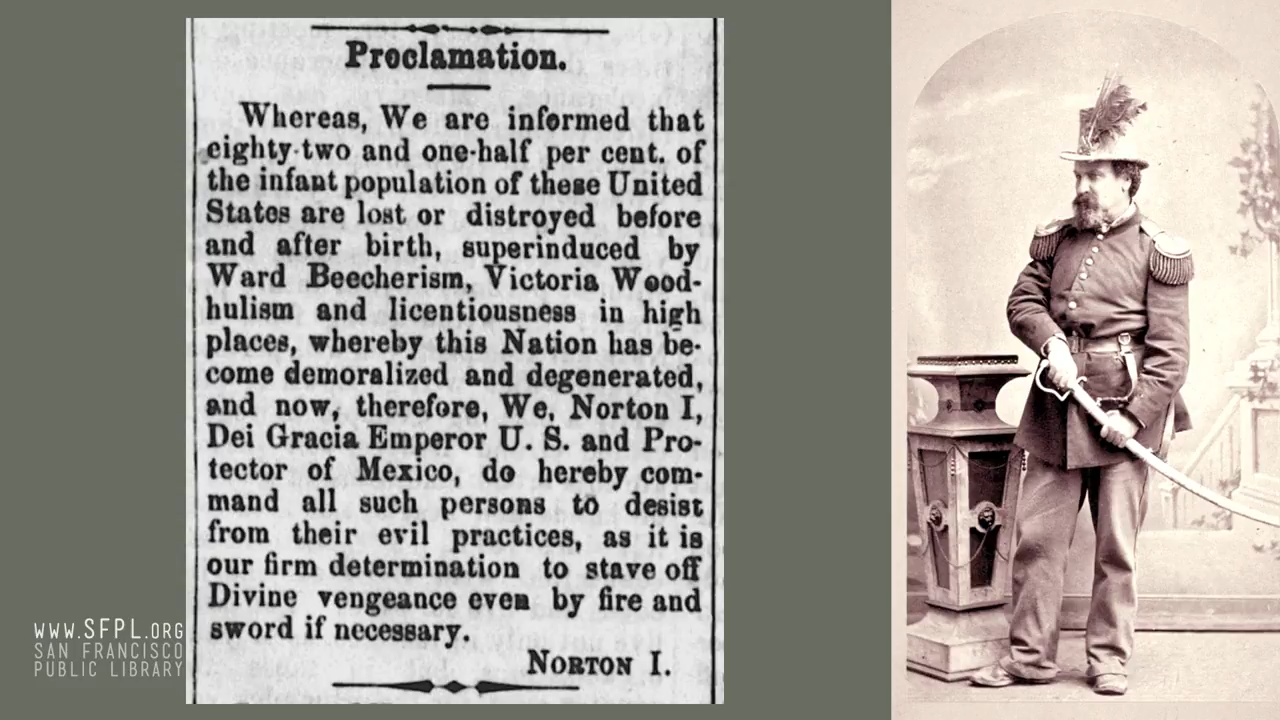 Proclamation.
Whereas, We are informed that
eighty-two and one-half per cent. of
the infant population of these United
States are lost or distroyed before
and after birth, superinduced by
Ward Beecherism, Victoria Wood-
hulism and licentiousness in high
places, whereby this Nation has be-
come demoralized and degenerated,
and now, therefore, We, Norton I,
Dei Gracia Emperor U. S. and Pro-
tector of Mexico, do hereby com-
mand all such persons to desist
from their evil practices, as it is
our firm determination to stave off
Divine vengeance even by fire and
sword if necessary.
NORTON I.
WWW.SFPL.ORG
SAN FRANCISCO
PUBLIC LIBRARY